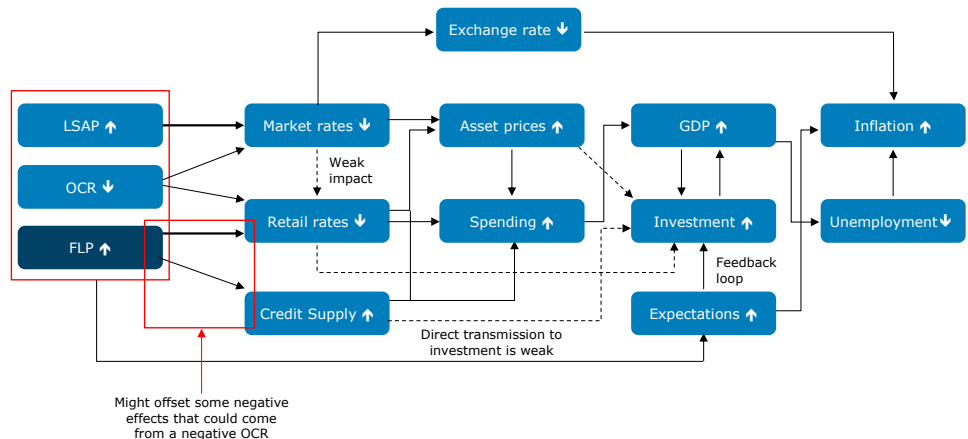 Exchange rate ↓
LSAP ↑
Market rates ↓
Asset prices ↑
GDP ↑
Inflation ↑
Weak
impact
OCR ↓
Retail rates ↓
Spending ↑
Investment ↑
Unemployment ↓
FLP ↑
Feedback
loop
Credit Supply ↑
Expectations ↑
Direct transmission to
investment is weak
Might offset some negative
effects that could come
from a negative OCR